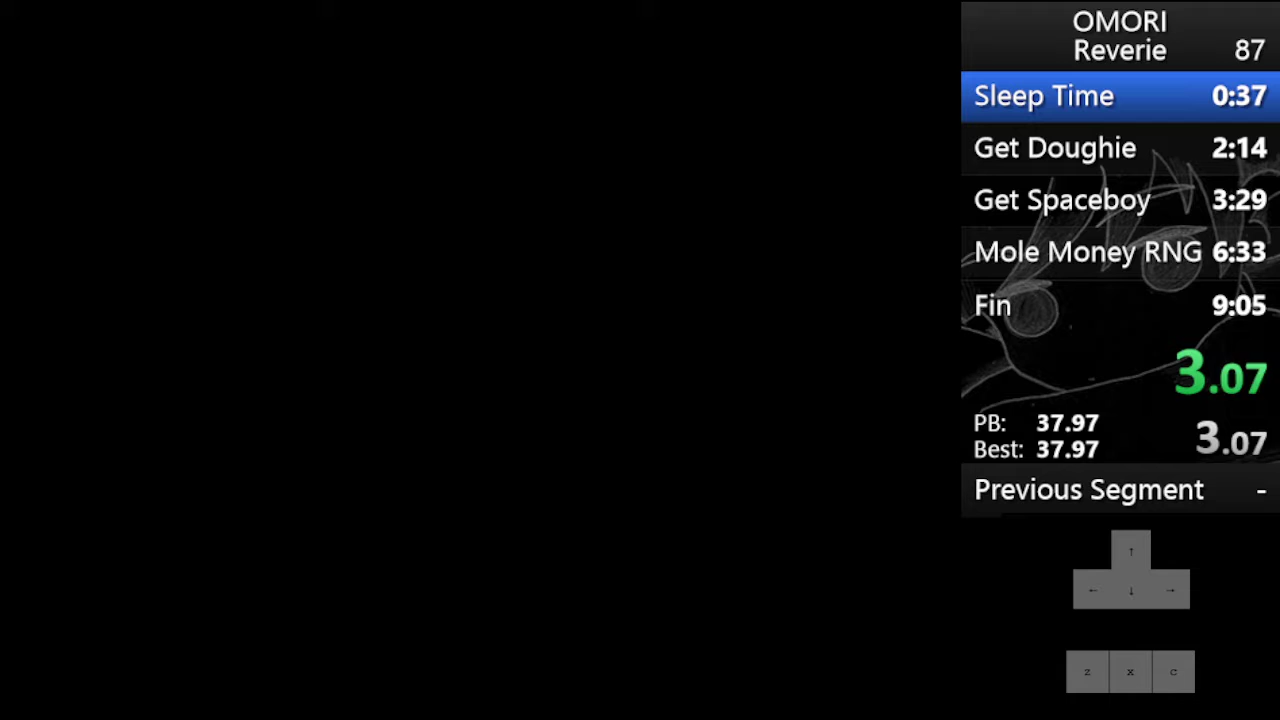 OMORI
Reverie 87
Sleep Time 0:37
Get Doughie 2:14
Get Spaceboy 3:29
Mole Money RNG 6:33
Fin 9:05
3.07
PB: 37.97
Best: 37.97 3.07
Previous Segment -
↑
← ↓ →
z x c